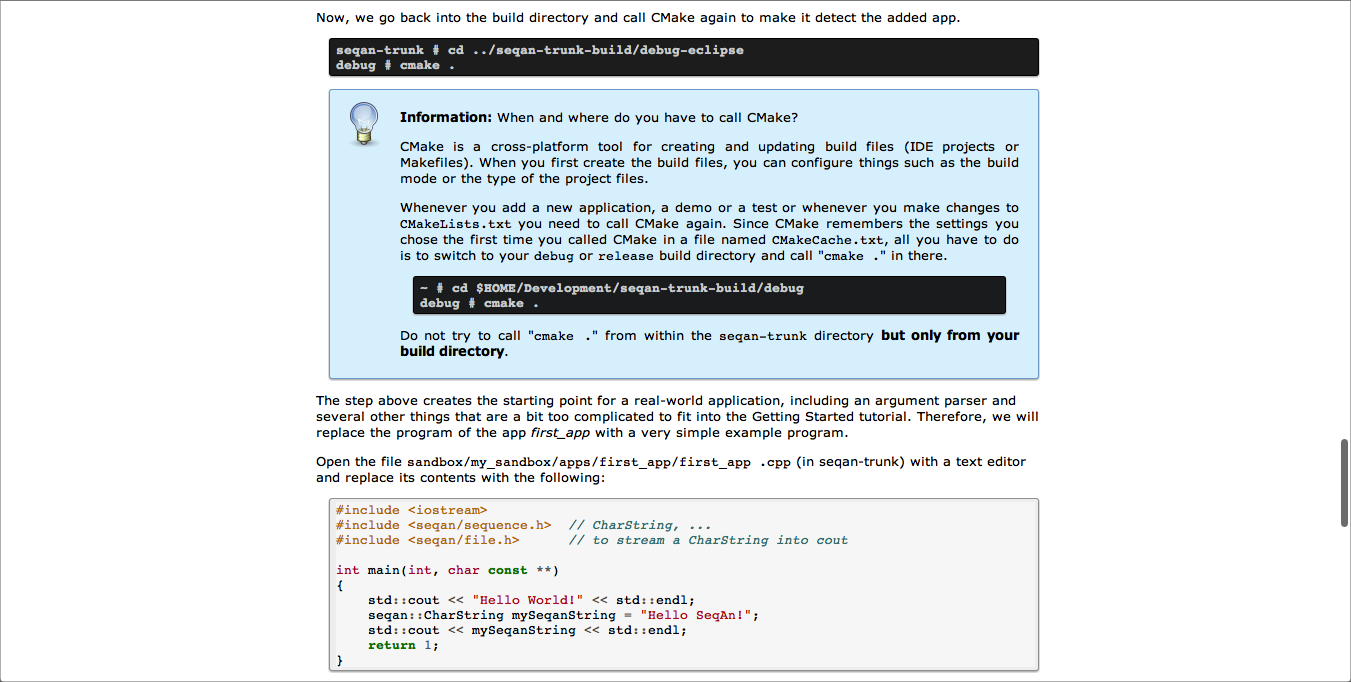 Now, we go back into the build directory and call CMake again to make it detect the added app.
seqan-trunk # cd ../seqan-trunk-build/debug-eclipse
debug # cmake .
Information: When and where do you have to call CMake?
CMake is a cross-platform tool for creating and updating build files (IDE projects or
Makefiles). When you first create the build files, you can configure things such as the build
mode or the type of the project files.
Whenever you add a new application, a demo or a test or whenever you make changes to
CMakeLists.txt you need to call CMake again. Since CMake remembers the settings you
chose the first time you called CMake in a file named CMakeCache.txt, all you have to do
is to switch to your debug or release build directory and call "cmake ." in there.
~ # cd $HOME/Development/seqan-trunk-build/debug
debug # cmake .
Do not try to call "cmake ." from within the seqan-trunk directory but only from your
build directory.
The step above creates the starting point for a real-world application, including an argument parser and
several other things that are a bit too complicated to fit into the Getting Started tutorial. Therefore, we will
replace the program of the app first_app with a very simple example program.
Open the file sandbox/my_sandbox/apps/first_app/first_app .cpp (in seqan-trunk) with a text editor
and replace its contents with the following:
#include <iostream>
#include <seqan/sequence.h>  // CharString, ...
#include <seqan/file.h>      // to stream a CharString into cout
int main(int, char const **)
{
    std::cout << "Hello World!" << std::endl;
    seqan::CharString mySeqanString = "Hello SeqAn!";
    std::cout << mySeqanString << std::endl;
    return 1;
}